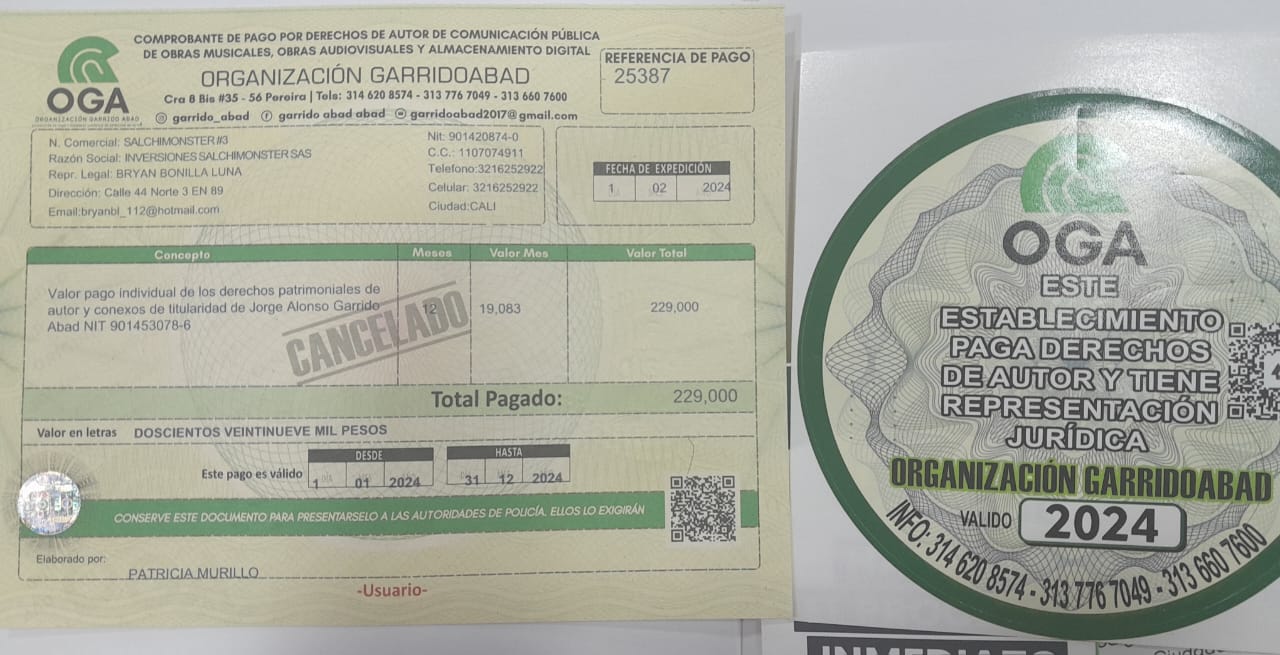 COMPROBANTE DE PAGO POR DERECHOS DE AUTOR DE COMUNICACIÓN PÚBLICA
DE OBRAS MUSICALES, OBRAS AUDIOVISUALES Y ALMACENAMIENTO DIGITAL
OGA
ORGANIZACIÓN GARRIDO ABAD
ORGANIZACIÓN GARRIDOABAD
Cra 8 Bis #35 - 56 Pereira | Tels: 314 620 8574 - 313 776 7049 - 313 660 7600
garrido_abad garrido abad abad garridoabad2017@gmail.com
REFERENCIA DE PAGO
25387
N. Comercial: SALCHIMONSTER #3
Razón Social: INVERSIONES SALCHIMONSTER SAS
Repr. Legal: BRYAN BONILLA LUNA
Dirección: Calle 44 Norte 3 EN 89
Email:bryanbl_112@hotmail.com
Nit: 901420874-0
C.C.: 1107074911
Telefono:3216252922
Celular: 3216252922
Ciudad:CALI
FECHA DE EXPEDICIÓN
1 02 2024
Concepto Meses Valor Mes Valor Total
Valor pago individual de los derechos patrimoniales de
autor y conexos de titularidad de Jorge Alonso Garrido
Abad NIT 901453078-6
12 19,083 229,000
CANCELADO
Total Pagado: 229,000
Valor en letras DOSCIENTOS VEINTINUEVE MIL PESOS
Este pago es válido
DESDE
1 01 2024
HASTA
31 12 2024
CONSERVE ESTE DOCUMENTO PARA PRESENTARSELO A LAS AUTORIDADES DE POLICÍA, ELLOS LO EXIGIRÁN
Elaborado por:
PATRICIA MURILLO
-Usuario-
OGA
ESTE
ESTABLECIMIENTO
PAGA DERECHOS
DE AUTOR Y TIENE
REPRESENTACIÓN
JURÍDICA
ORGANIZACIÓN GARRIDOABAD
VALIDO 2024
INFO: 314 620 8574 - 313 776 7049 - 313 660 7600
INMEDIATO